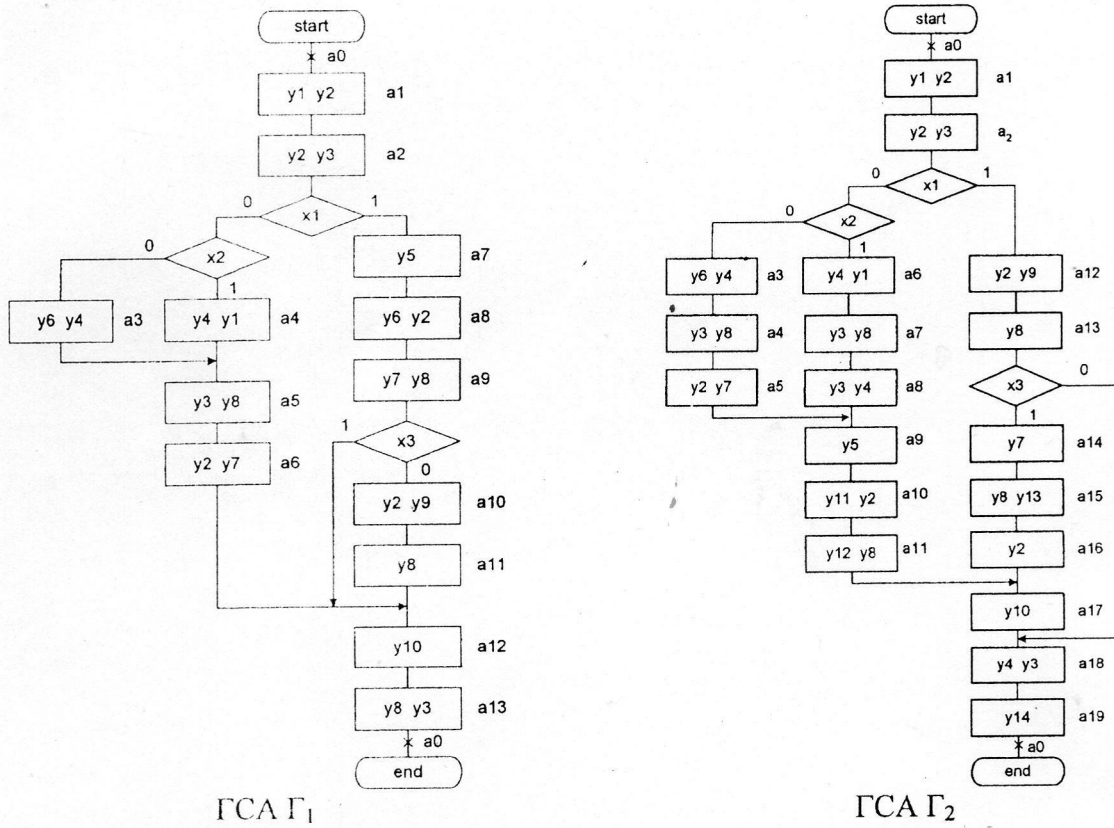 start
a0
y1 y2 a1
y2 y3 a2
0 x1 1
0 x2
1
y5 a7
y6 y4 a3
y4 y1 a4
y6 y2 a8
y7 y8 a9
y3 y8 a5
1 x3
0
y2 y7 a6
y2 y9 a10
y8 a11
y10 a12
y8 y3 a13
a0
end
ГСА Г1
start
a0
y1 y2 a1
y2 y3 a2
0 x1 1
0 x2
1
y6 y4 a3
y4 y1 a6
y2 y9 a12
y3 y8 a4
y3 y8 a7
y8 a13
y2 y7 a5
y3 y4 a8
x3 0
1
y5 a9
y7 a14
y11 y2 a10
y8 y13 a15
y12 y8 a11
y2 a16
y10 a17
y4 y3 a18
y14 a19
a0
end
ГСА Г2